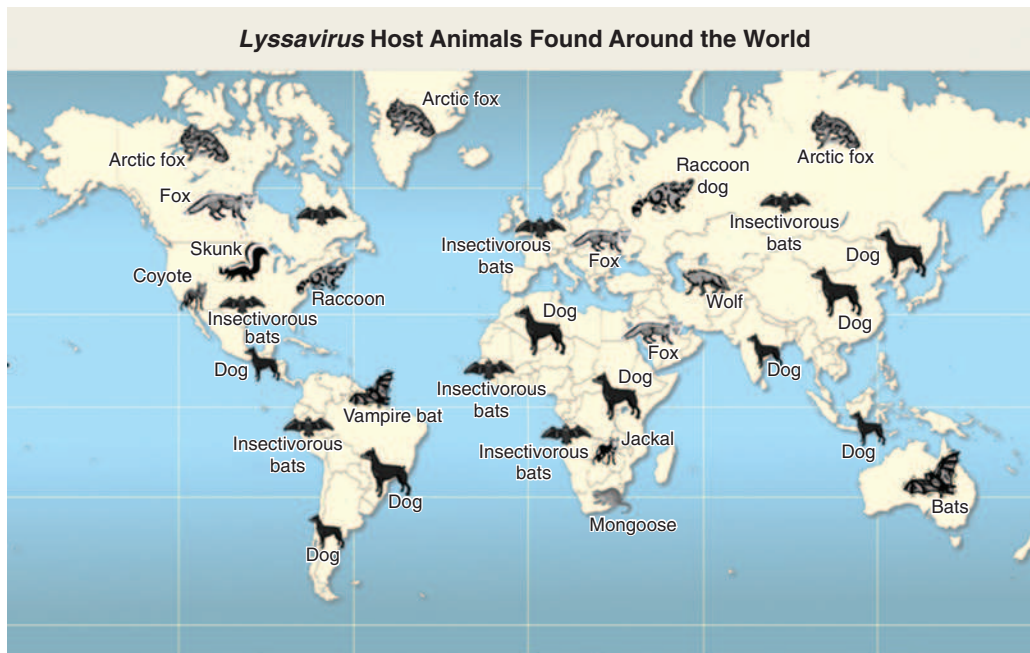 Lyssavirus Host Animals Found Around the World
Arctic fox
Arctic fox
Arctic fox
Raccoon
dog
Fox
Insectivorous
bats
Insectivorous
bats
Skunk
Fox
Dog
Coyote
Raccoon
Wolf
Insectivorous
bats
Dog
Dog
Fox
Dog
Dog
Dog
Insectivorous
bats
Vampire bat
Insectivorous
bats
Jackal
Insectivorous
bats
Dog
Dog
Bats
Mongoose
Dog